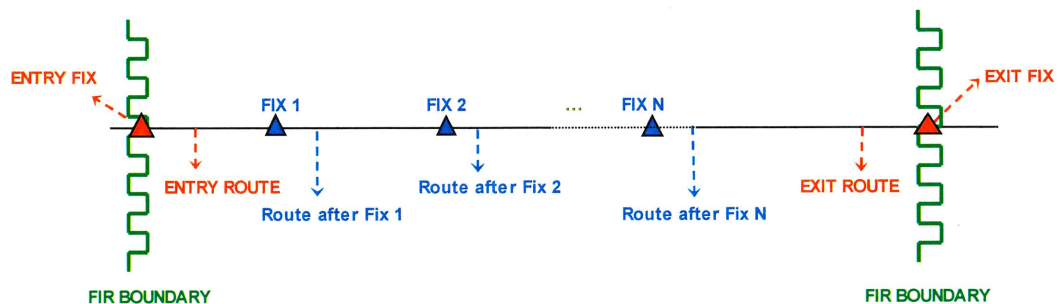 ENTRY FIX
EXIT FIX
FIX 1
FIX 2
...
FIX N
ENTRY ROUTE
Route after Fix 1
Route after Fix 2
Route after Fix N
EXIT ROUTE
FIR BOUNDARY
FIR BOUNDARY